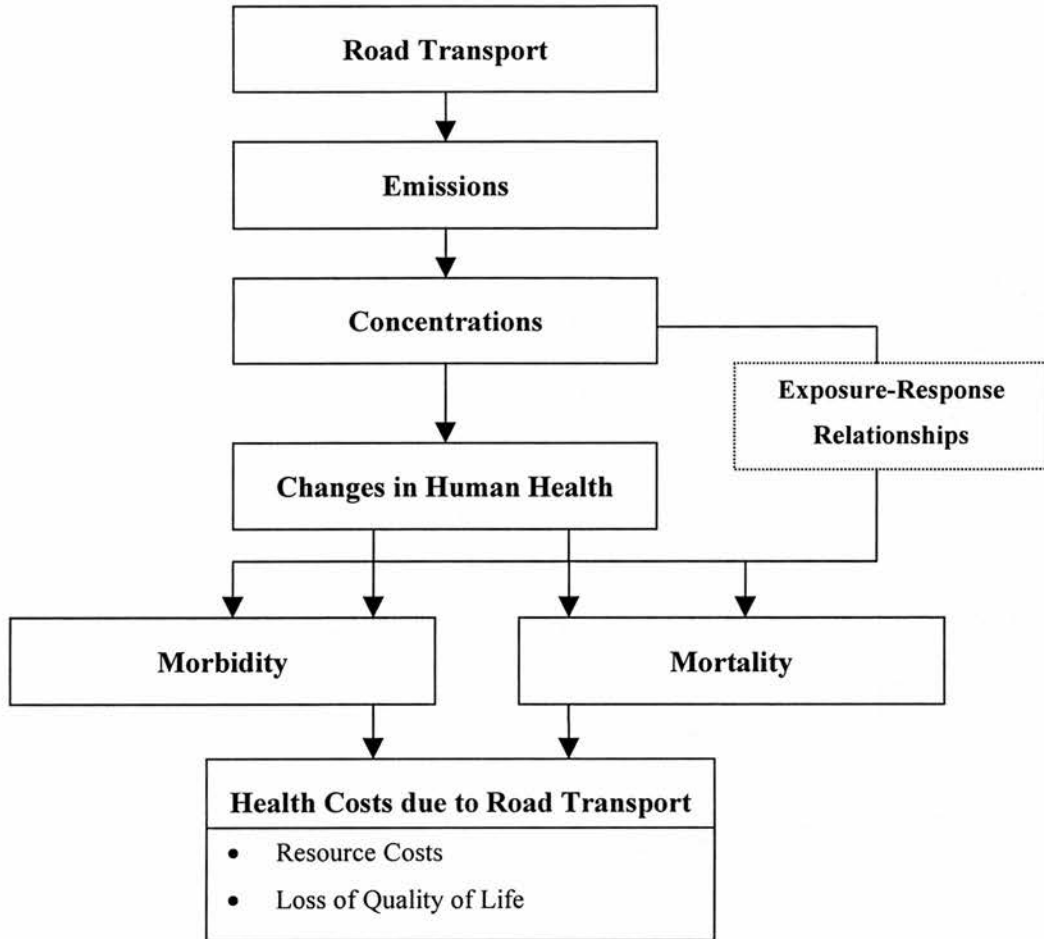 Road Transport
Emissions
Concentrations
Exposure-Response
Relationships
Changes in Human Health
Morbidity
Mortality
Health Costs due to Road Transport
• Resource Costs
• Loss of Quality of Life